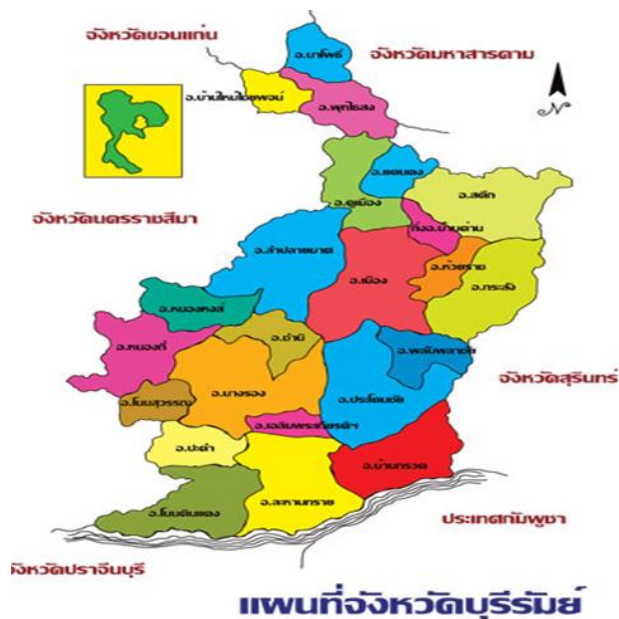 จังหวัดขอนแก่น
อ.นาโพธิ์
จังหวัดมหาสารคาม
อ.บ้านใหม่ไชยพจน์
อ.พุทไธสง
N
อ.แคนดง
อ.สตึก
อ.คูเมือง
จังหวัดนครราชสีมา
กิ่งอ.บ้านด่าน
อ.ลำปลายมาศ
อ.ห้วยราช
อ.เมือง
อ.กระสัง
อ.หนองหงส์
อ.ชำนิ
อ.หนองกี่
อ.พลับพลาชัย
จังหวัดสุรินทร์
อ.โนนสุวรรณ
อ.นางรอง
อ.ประโคนชัย
อ.เฉลิมพระเกียรติฯ
อ.ปะคำ
อ.บ้านกรวด
อ.ละหานทราย
อ.โนนดินแดง
ประเทศกัมพูชา
จังหวัดปราจีนบุรี
แผนที่จังหวัดบุรีรัมย์